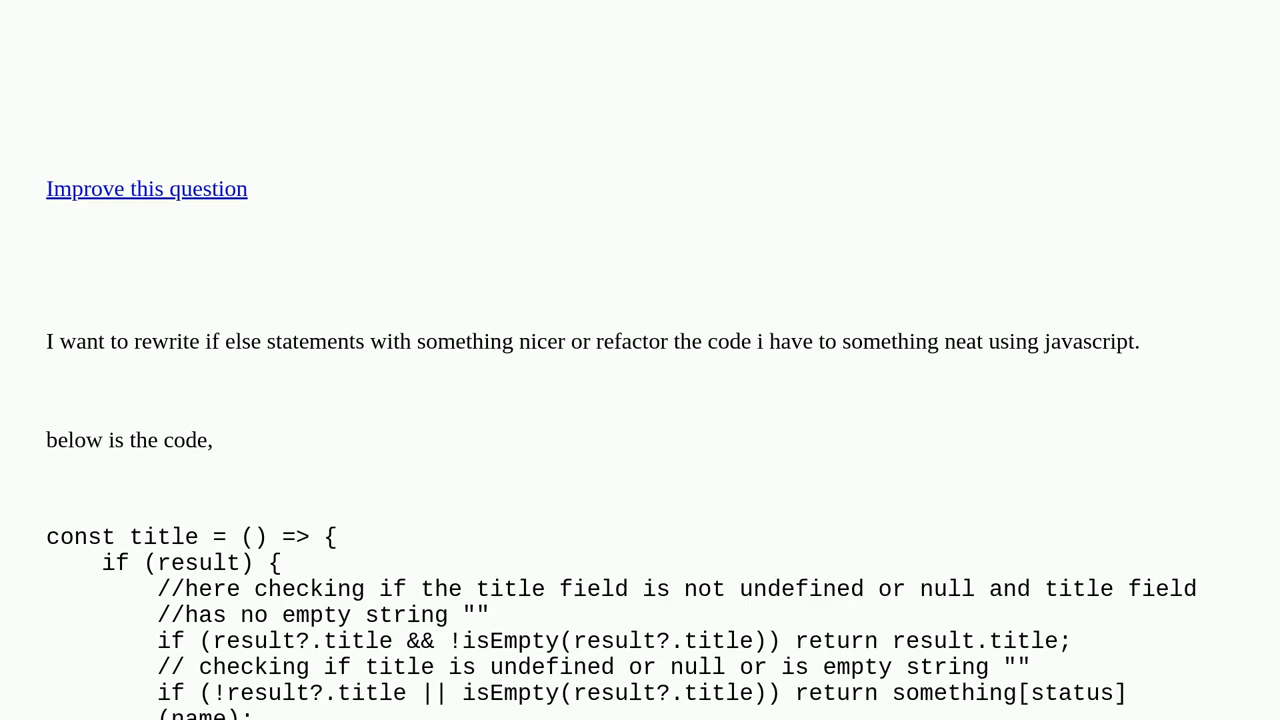 Improve this question
I want to rewrite if else statements with something nicer or refactor the code i have to something neat using javascript.
below is the code,
const title = () => {
    if (result) {
        //here checking if the title field is not undefined or null and title field
        //has no empty string ""
        if (result?.title && !isEmpty(result?.title)) return result.title;
        // checking if title is undefined or null or is empty string ""
        if (!result?.title || isEmpty(result?.title)) return something[status]
        (name);